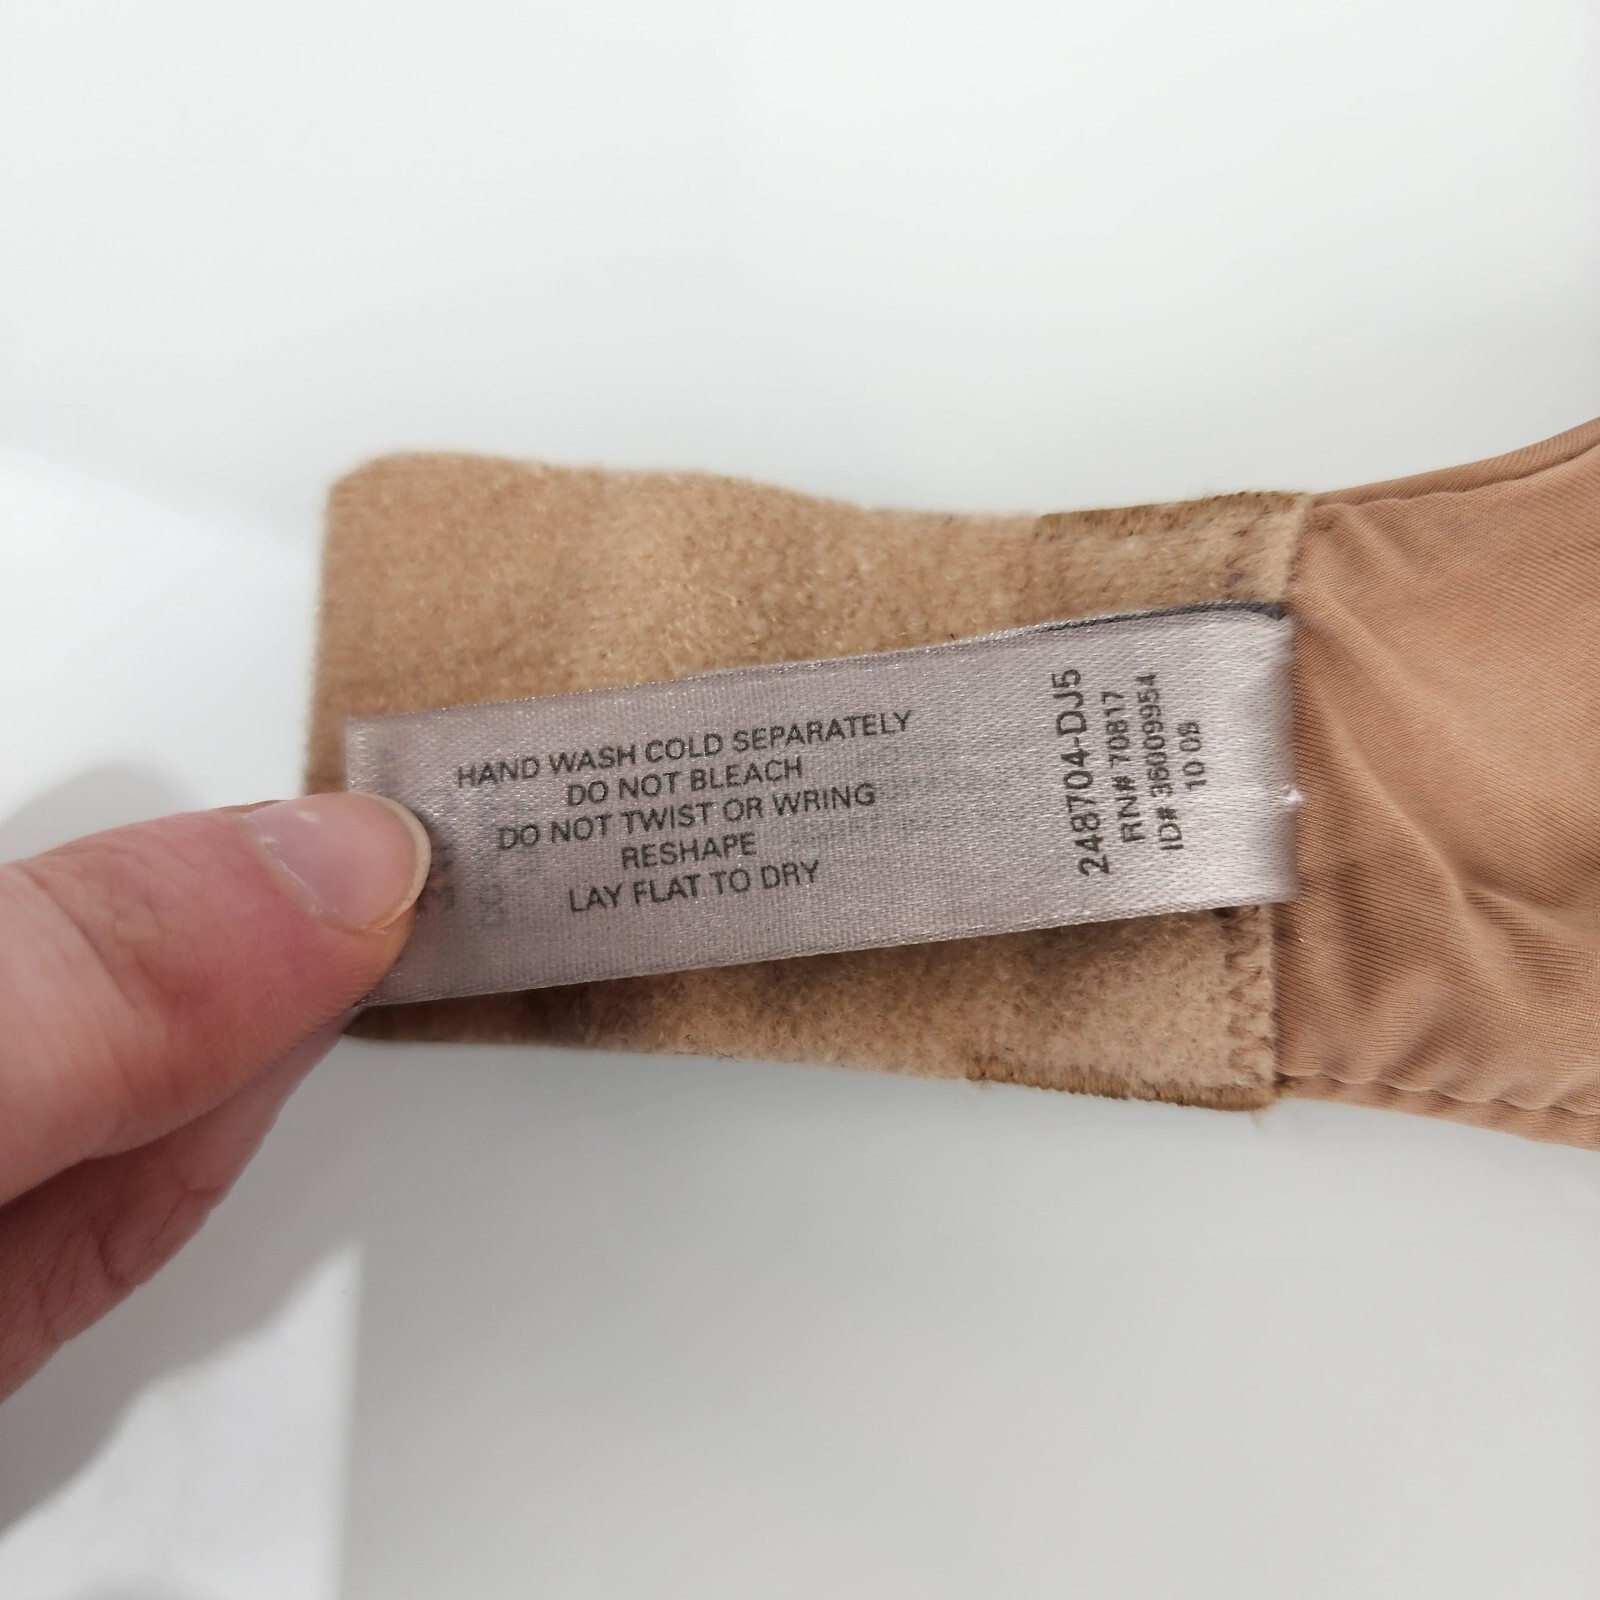 HAND WASH COLD SEPARATELY
DO NOT BLEACH
DO NOT TWIST OR WRING
RESHAPE
LAY FLAT TO DRY
248704-DJ5
RN# 70817
ID# 36009954
10 09